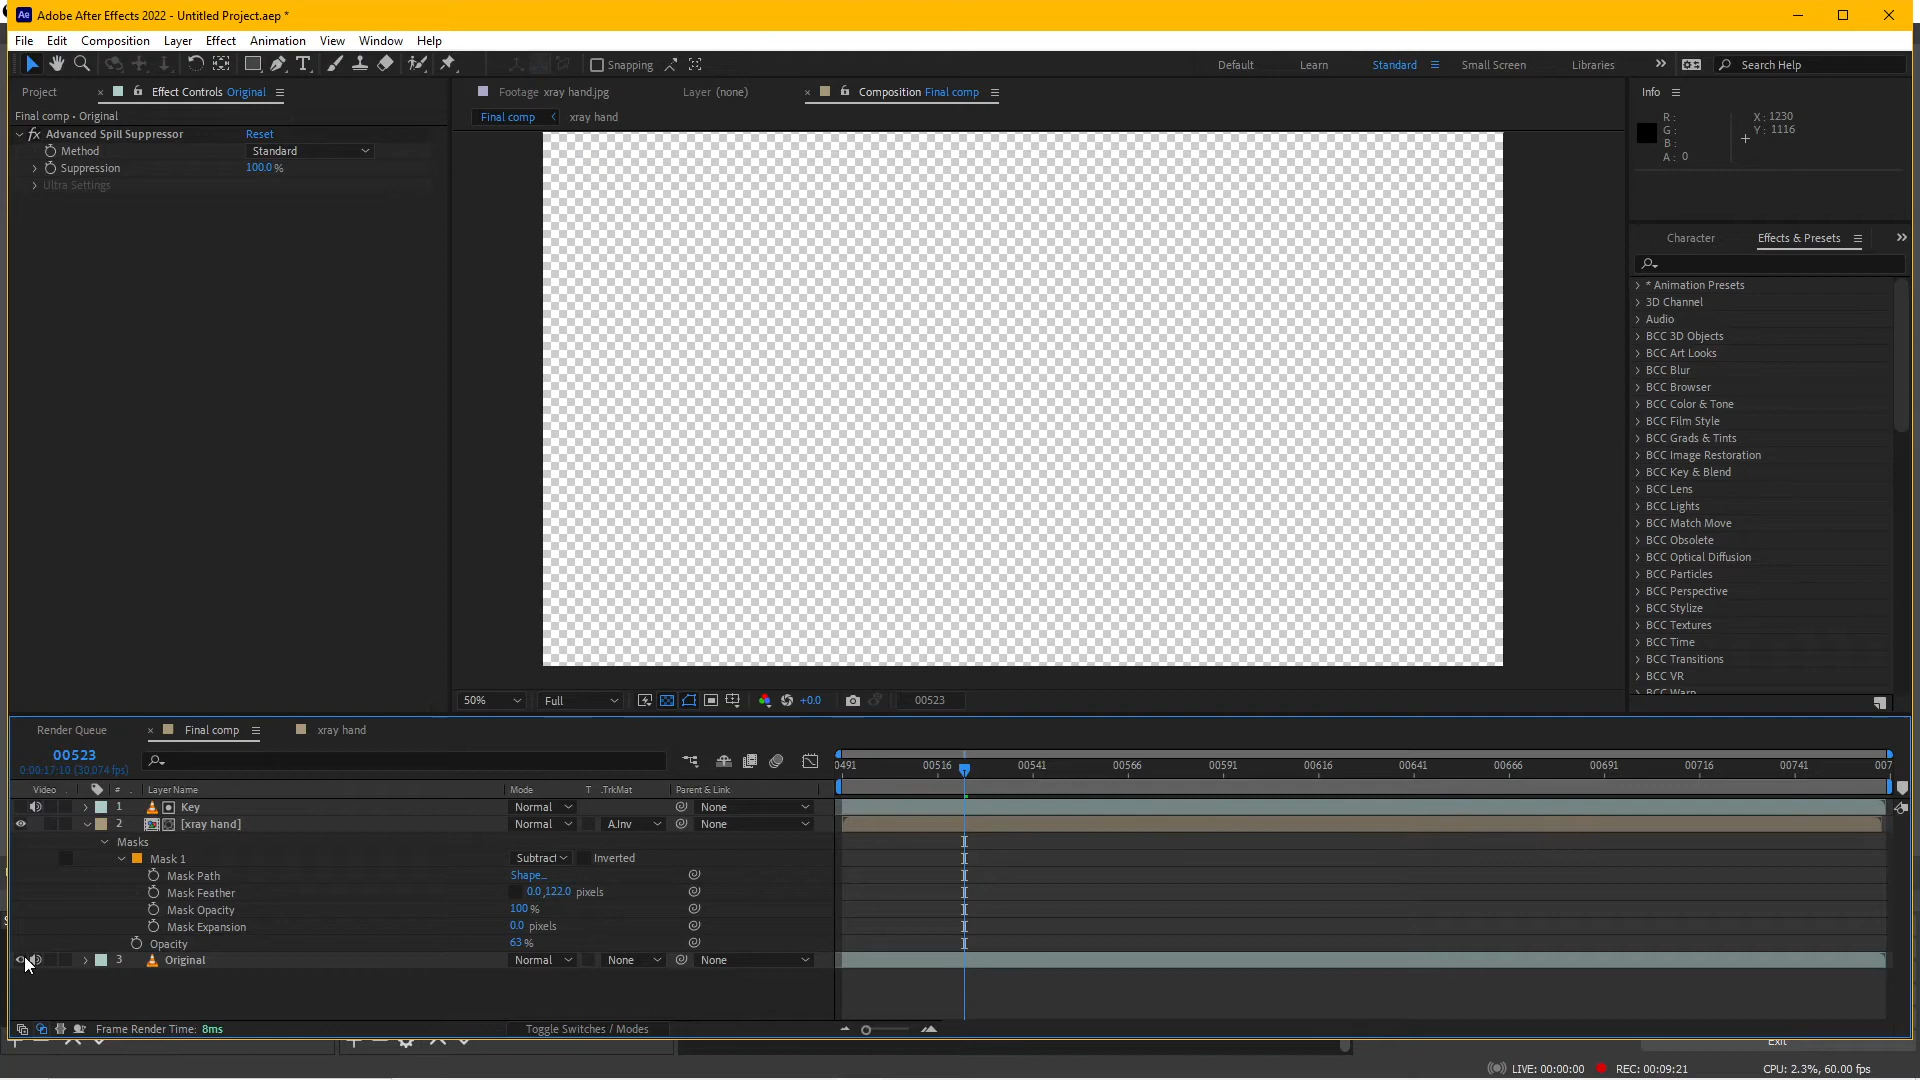 Adobe After Effects 2022 - Untitled Project.aep *
File Edit Composition Layer Effect Animation View Window Help
Snapping Default Learn Standard Small Screen Libraries Search Help
Project Effect Controls Original Footage xray hand.jpg Layer (none) Composition Final comp Info
Final comp • Original Final comp xray hand
fx Advanced Spill Suppressor Reset
Method Standard
Suppression 100.0 %
Ultra Settings
R : X : 1230
G : Y : 1116
B :
A : 0
Character Effects & Presets
* Animation Presets
3D Channel
Audio
BCC 3D Objects
BCC Art Looks
BCC Blur
BCC Browser
BCC Color & Tone
BCC Film Style
BCC Grads & Tints
BCC Image Restoration
BCC Key & Blend
BCC Lens
BCC Lights
BCC Match Move
BCC Obsolete
BCC Optical Diffusion
BCC Particles
BCC Perspective
BCC Stylize
BCC Textures
BCC Time
BCC Transitions
BCC VR
BCC Warp
50% Full +0.0 00523
Render Queue Final comp xray hand
00523
0:00:17:10 (30.074 fps)
0491 00516 00541 00566 00591 00616 00641 00666 00691 00716 00741 007
Video # Layer Name Mode T .TrkMat Parent & Link
1 Key Normal None
2 [xray hand] Normal A.Inv None
Masks
Mask 1 Subtract Inverted
Mask Path Shape...
Mask Feather 0.0,122.0 pixels
Mask Opacity 100 %
Mask Expansion 0.0 pixels
Opacity 63 %
3 Original Normal None None
Frame Render Time: 8ms Toggle Switches / Modes
Exit
LIVE: 00:00:00 REC: 00:09:21 CPU: 2.3%, 60.00 fps